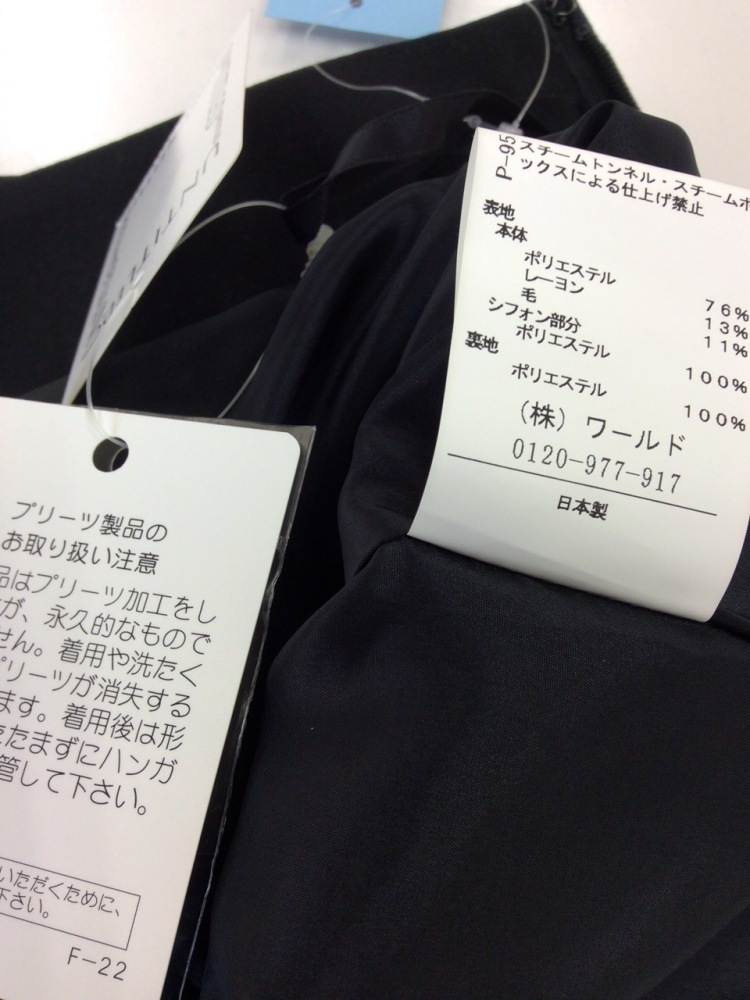 P-95 スチームトンネル・スチームボ
ックスによる仕上げ禁止
表地
本体
ポリエステル 76%
レーヨン 13%
毛 11%
シフォン部分
ポリエステル 100%
裏地
ポリエステル 100%
(株) ワールド
0120-977-917
日本製
プリーツ製品の
お取り扱い注意
品はプリーツ加工をし
が、永久的なもので
せん。着用や洗たく
プリーツが消失する
ます。着用後は形
たたまずにハンガ
管して下さい。
いただくために、
下さい。
F-22